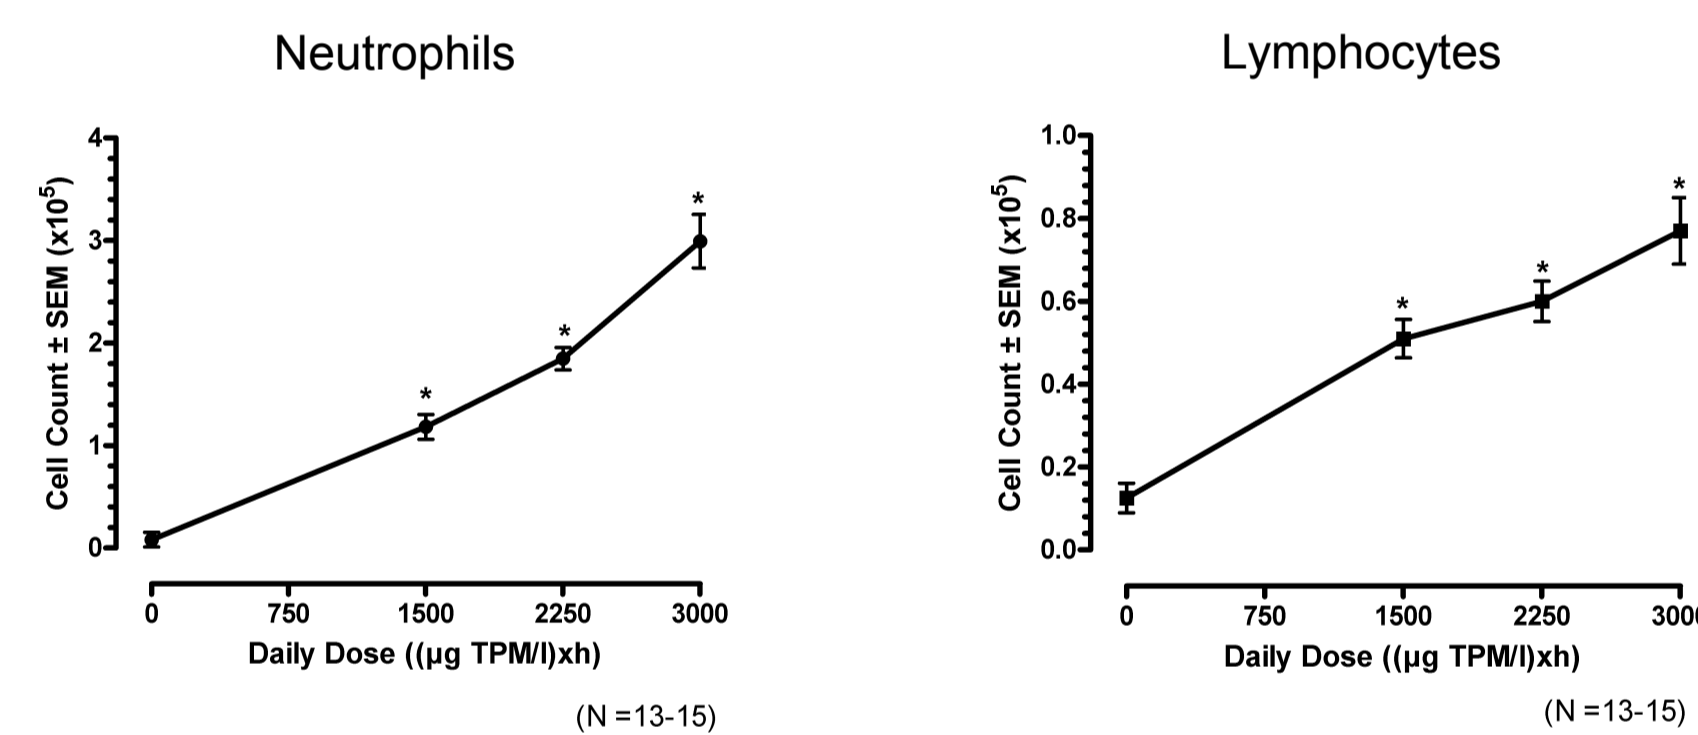 Neutrophils
4
3
2
1
0
Cell Count ± SEM (x10⁵)
*
*
*
0 750 1500 2250 3000
Daily Dose ((µg TPM/l)xh)
(N =13-15)
Lymphocytes
1.0
0.8
0.6
0.4
0.2
0.0
Cell Count ± SEM (x10⁵)
*
*
*
0 750 1500 2250 300
Daily Dose ((µg TPM/l)xh)
(N =13-15)